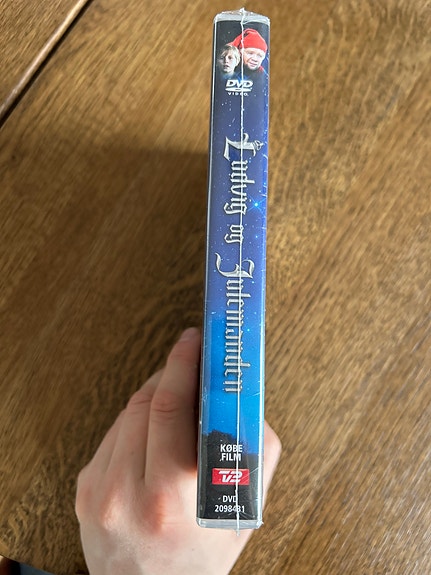 DVD
VIDEO
Ludvig og Julemanden
KØBE
FILM
TV2
DVD
2098431